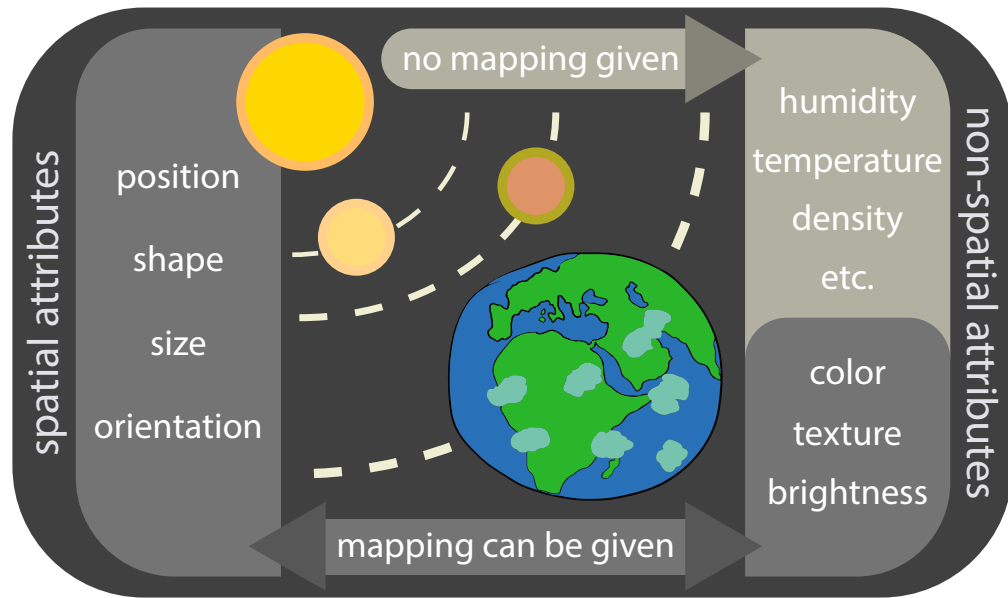 spatial attributes
position
shape
size
orientation
no mapping given
mapping can be given
humidity
temperature
density
etc.
color
texture
brightness
non-spatial attributes